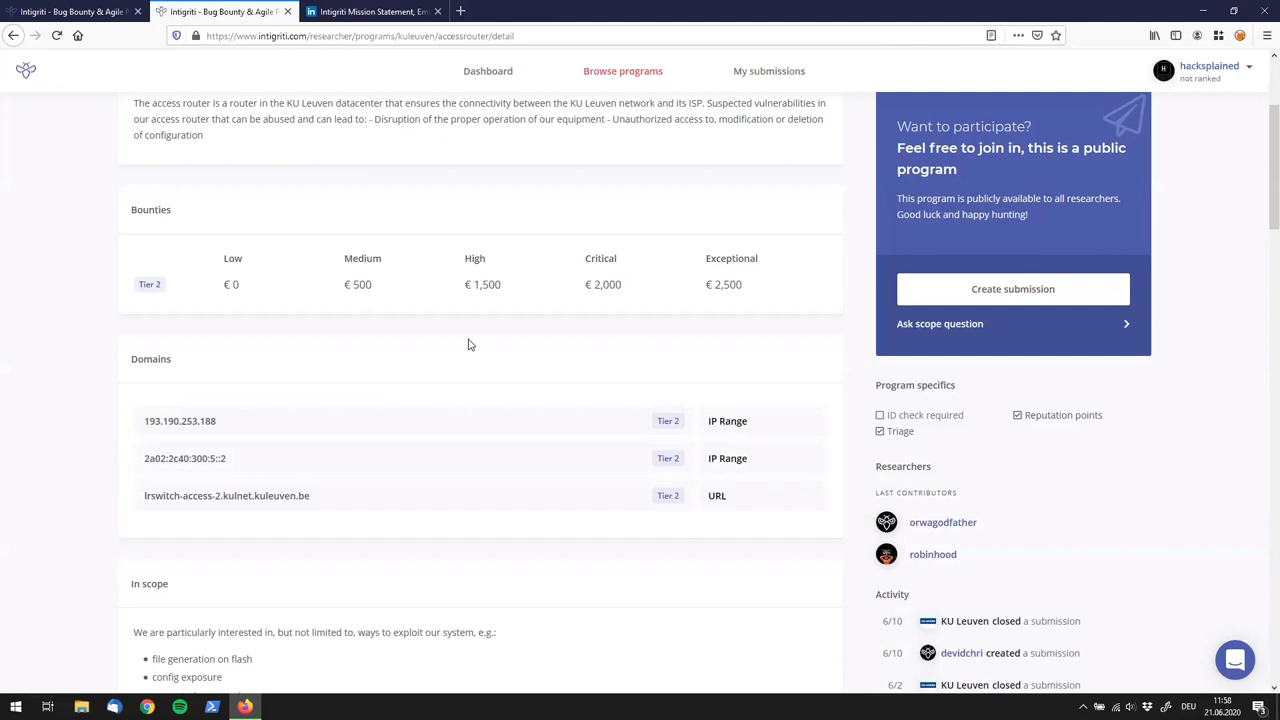 Intigriti - Bug Bounty & Agile P
Intigriti - Bug Bounty & Agile P
Intigriti Mission Statement, Em
https://www.intigriti.com/researcher/programs/kuleuven/accessrouter/detail
Dashboard
Browse programs
My submissions
hacksplained
not ranked
The access router is a router in the KU Leuven datacenter that ensures the connectivity between the KU Leuven network and its ISP. Suspected vulnerabilities in
our access router that can be abused and can lead to: - Disruption of the proper operation of our equipment - Unauthorized access to, modification or deletion
of configuration
Bounties
Low Medium High Critical Exceptional
Tier 2 € 0 € 500 € 1,500 € 2,000 € 2,500
Domains
193.190.253.188 Tier 2 IP Range
2a02:2c40:300:5::2 Tier 2 IP Range
lrswitch-access-2.kulnet.kuleuven.be Tier 2 URL
In scope
We are particularly interested in, but not limited to, ways to exploit our system, e.g.:
file generation on flash
config exposure
Want to participate?
Feel free to join in, this is a public
program
This program is publicly available to all researchers.
Good luck and happy hunting!
Create submission
Ask scope question
Program specifics
ID check required Reputation points
Triage
Researchers
LAST CONTRIBUTORS
orwagodfather
robinhood
Activity
6/10 KU Leuven closed a submission
6/10 devidchri created a submission
6/2 KU Leuven closed a submission
DEU
11:58
21.06.2020
3